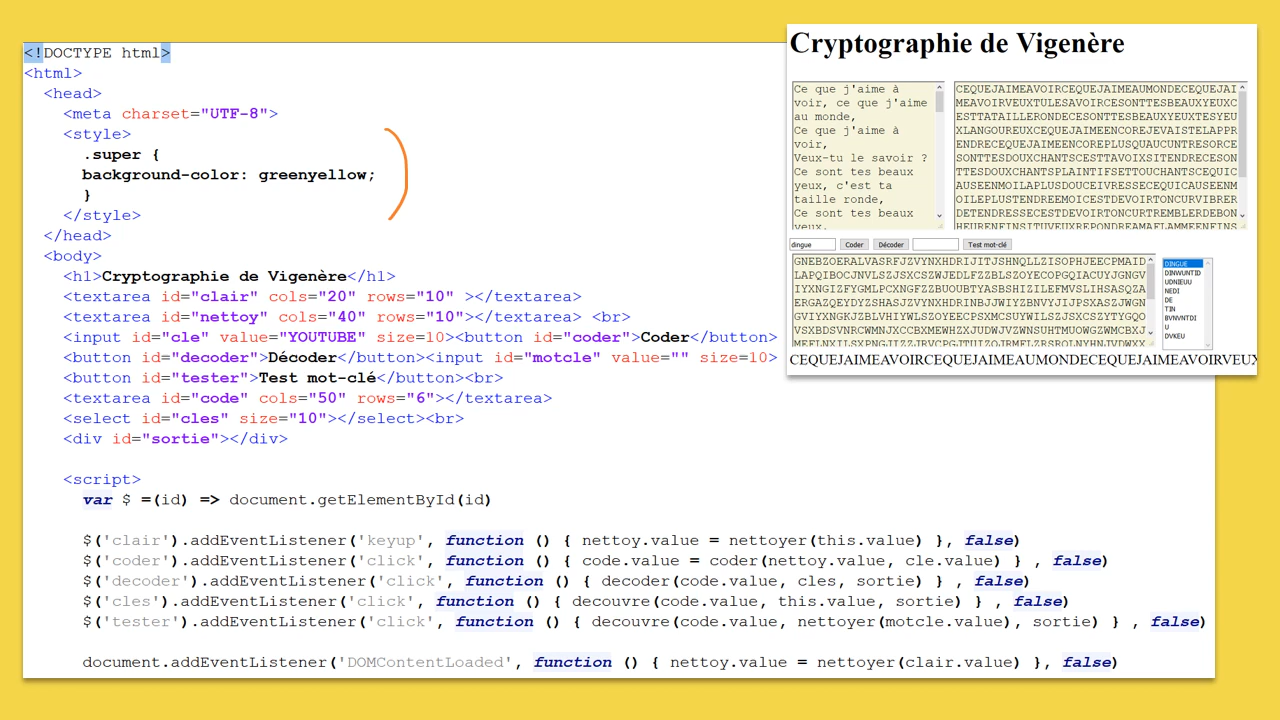 <!DOCTYPE html>
<html>
<head>
<meta charset="UTF-8">
<style>
.super {
background-color: greenyellow;
}
</style>
</head>
<body>
<h1>Cryptographie de Vigenère</h1>
<textarea id="clair" cols="20" rows="10" ></textarea>
<textarea id="nettoy" cols="40" rows="10"></textarea> <br>
<input id="cle" value="YOUTUBE" size=10><button id="coder">Coder</button>
<button id="decoder">Décoder</button><input id="motcle" value="" size=10>
<button id="tester">Test mot-clé</button><br>
<textarea id="code" cols="50" rows="6"></textarea>
<select id="cles" size="10"></select><br>
<div id="sortie"></div>
<script>
var $ =(id) => document.getElementById(id)
$('clair').addEventListener('keyup', function () { nettoy.value = nettoyer(this.value) }, false)
$('coder').addEventListener('click', function () { code.value = coder(nettoy.value, cle.value) } , false)
$('decoder').addEventListener('click', function () { decoder(code.value, cles, sortie) } , false)
$('cles').addEventListener('click', function () { decouvre(code.value, this.value, sortie) } , false)
$('tester').addEventListener('click', function () { decouvre(code.value, nettoyer(motcle.value), sortie) } , false)
document.addEventListener('DOMContentLoaded', function () { nettoy.value = nettoyer(clair.value) }, false)
Cryptographie de Vigenère
Ce que j'aime à
voir, ce que j'aime
au monde,
Ce que j'aime à
voir,
Veux-tu le savoir ?
Ce sont tes beaux
yeux, c'est ta
taille ronde,
Ce sont tes beaux
yeux,
CEQUEJAIMEAVOIRCEQUEJAIMEAUMONDECEQUEJAI
MEAVOIRVEUXTULESAVOIRCESONTTESBEAUXYEUXC
ESTTATAILLERONDECESONTTESBEAUXYEUXTESYEU
XLANGOUREUXCEQUEJAIMEENCOREJEVAISTELAPPR
ENDRECEQUEJAIMEENCOREPLUSQUAUCUNTRESORCE
SONTTESDOUXCHANTSCESTTAVOIXSITENDRECESON
TTESDOUXCHANTSPLAINTIFSETTOUCHANTSCEQUIC
AUSEENMOILAPLUSDOUCEIVRESSECEQUICAUSEENM
OILEPLUSTENDREEMOICESTDEVOIRTONCURVIBRER
DETENDRESSECESTDEVOIRTONCURTREMBLERDEBON
HEURENFINSITUVEUXREPONDREAMAFLAMMEENFINS
dingue Coder Décoder Test mot-clé
GNEBZOERALVASRFJZVYNXHDRIJITJSHNQLLZISOPHJEECPMAID
LAPQIBOCJNVLSZJSXCSZWJEDLFZZBLSZOYECOPGQIACUYJGNGV
IYXNGIZFYGMLPCXNGFZZBUOUBTYASBSHIZILEFMVSLIHSASQZA
ERGAZQEYDYZSHASJZVYNXHDRINBJJWIYZBNVYJIJPSXASZJWGN
GVIYXNGKJZBLVHIYWLSZOYEECPSXMCSUYWILSZJSXCSZYTYGQO
VSXBDSVNRCWMNJXCCBXMEWHZXJUDWJVZWNSUHTMUOWGZWMCBXJ
DINGUE
DINWUNTID
UDNIEUU
NEDI
DE
TIN
BVNVNTDI
U
DVKEU
CEQUEJAIMEAVOIRCEQUEJAIMEAUMONDECEQUEJAIMEAVOIRVEUX